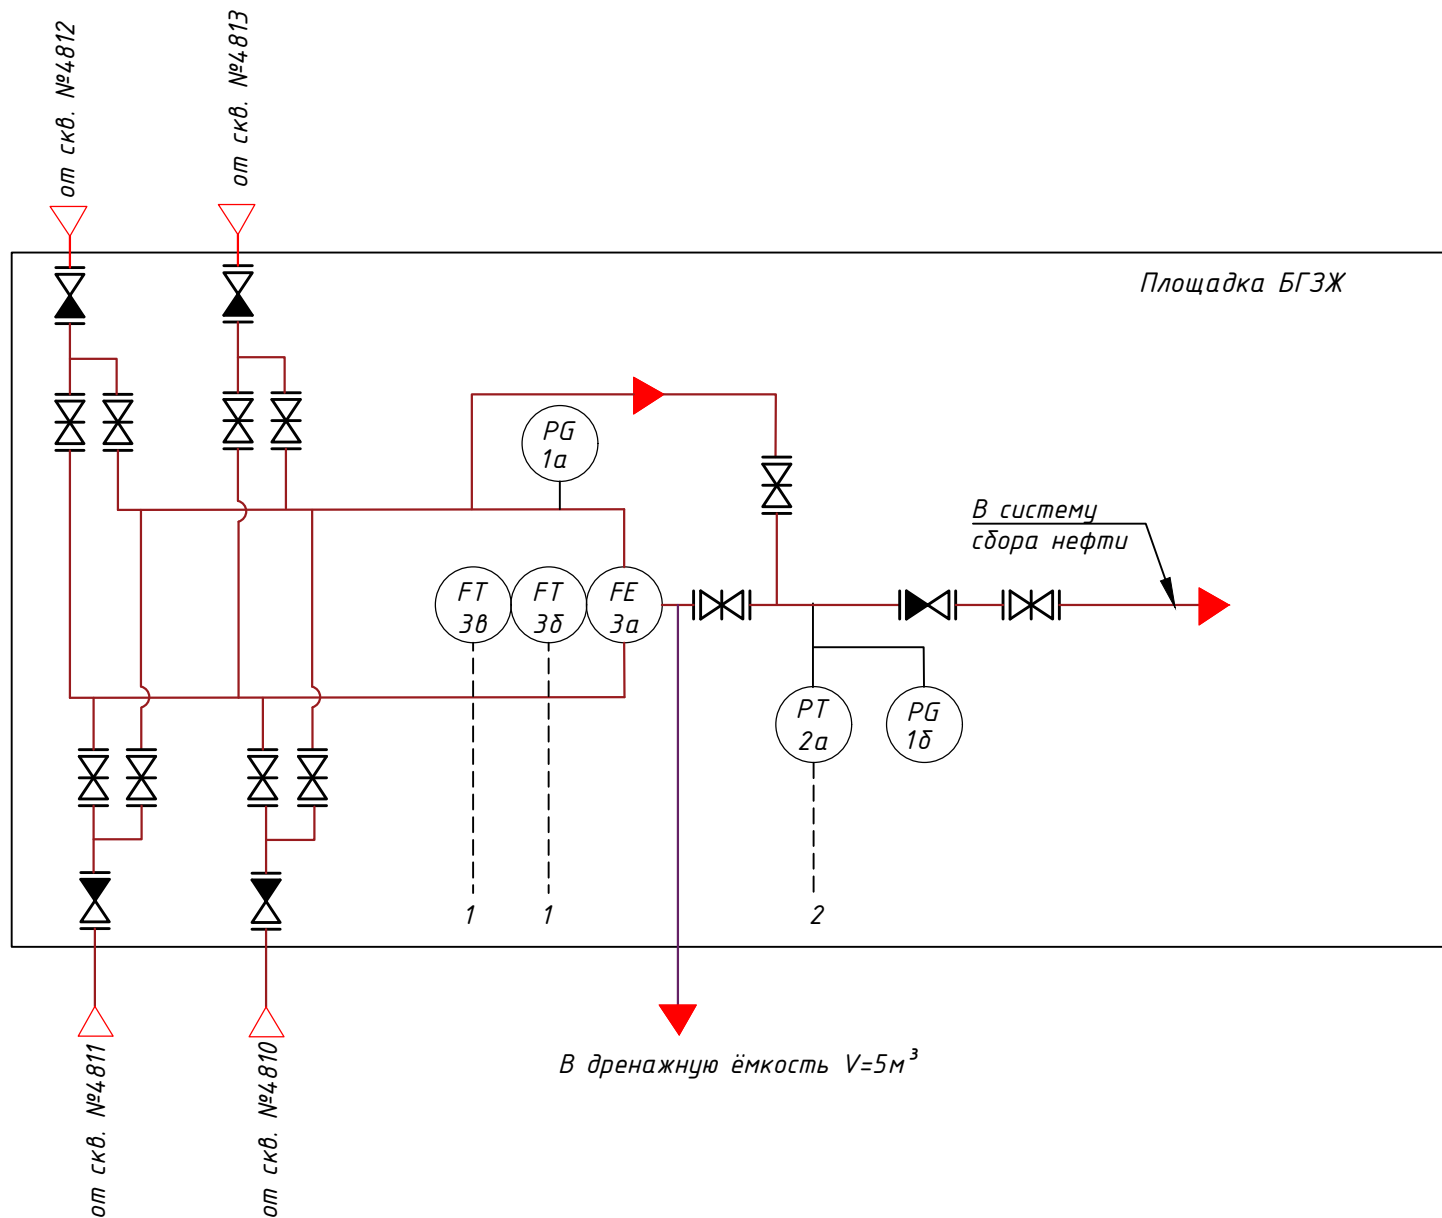 от скв. №4812
от скв. №4813
Площадка БГЗЖ
PG
1а
В систему
сбора нефти
FT
3в
FT
3б
FE
3а
PT
2а
PG
1б
1
1
2
В дренажную ёмкость V=5м³
от скв. №4811
от скв. №4810